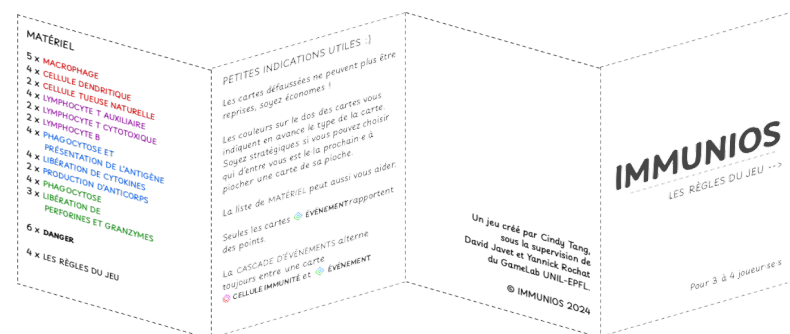 MATÉRIEL
5 x MACROPHAGE
4 x CELLULE DENDRITIQUE
2 x CELLULE TUEUSE NATURELLE
4 x LYMPHOCYTE T AUXILIAIRE
2 x LYMPHOCYTE T CYTOTOXIQUE
2 x LYMPHOCYTE B
4 x PHAGOCYTOSE ET
PRÉSENTATION DE L'ANTIGÈNE
4 x LIBÉRATION DE CYTOKINES
2 x PRODUCTION D'ANTICORPS
4 x PHAGOCYTOSE
3 x LIBÉRATION DE
PERFORINES ET GRANZYMES
6 x DANGER
4 x LES RÈGLES DU JEU
PETITES INDICATIONS UTILES :)
Les cartes défaussées ne peuvent plus être
reprises, soyez économes !
Les couleurs sur le dos des cartes vous
indiquent en avance le type de la carte.
Soyez stratégiques si vous pouvez choisir
qui d'entre vous est le·la prochain·e à
piocher une carte de sa pioche.
La liste de MATÉRIEL peut aussi vous aider.
Seules les cartes ÉVÉNEMENT rapportent
des points.
La CASCADE D'ÉVÉNEMENTS alterne
toujours entre une carte
CELLULE IMMUNITÉ et ÉVÉNEMENT
Un jeu créé par Cindy Tang,
sous la supervision de
David Javet et Yannick Rochat
du GameLab UNIL-EPFL.
© IMMUNIOS 2024
IMMUNIOS
LES RÈGLES DU JEU -->
Pour 3 à 4 joueur·se·s